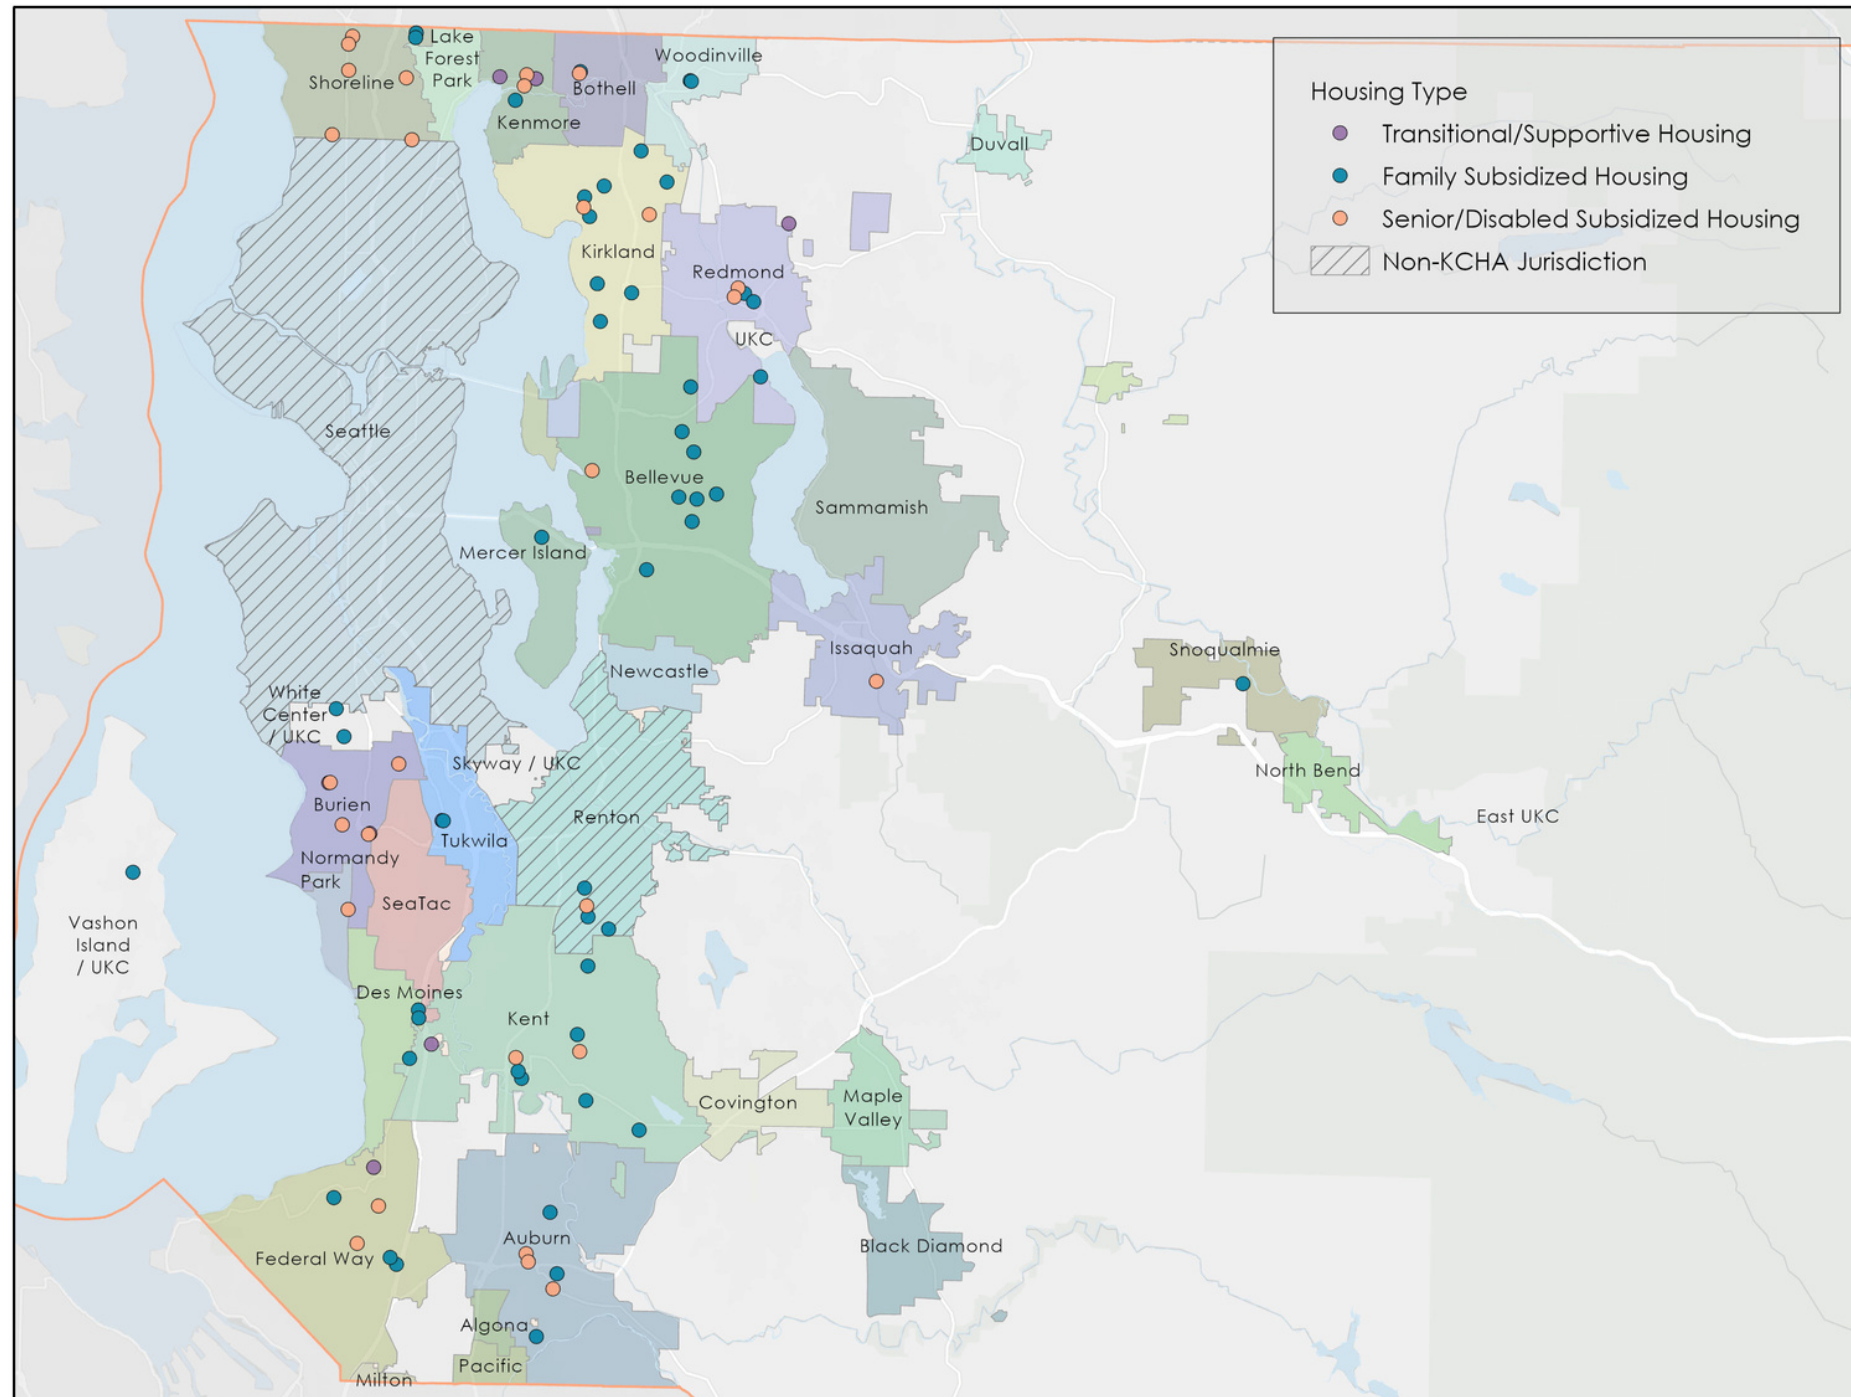 Lake
Forest
Park
Shoreline
Kenmore
Bothell
Woodinville
Duvall
Housing Type
Transitional/Supportive Housing
Family Subsidized Housing
Senior/Disabled Subsidized Housing
Non-KCHA Jurisdiction
Kirkland
Redmond
UKC
Seattle
Bellevue
Sammamish
Mercer Island
Issaquah
Newcastle
Snoqualmie
White
Center
/ UKC
Skyway / UKC
North Bend
East UKC
Burien
Renton
Tukwila
Normandy
Park
SeaTac
Vashon
Island
/ UKC
Des Moines
Kent
Covington
Maple
Valley
Federal Way
Auburn
Black Diamond
Algona
Pacific
Milton